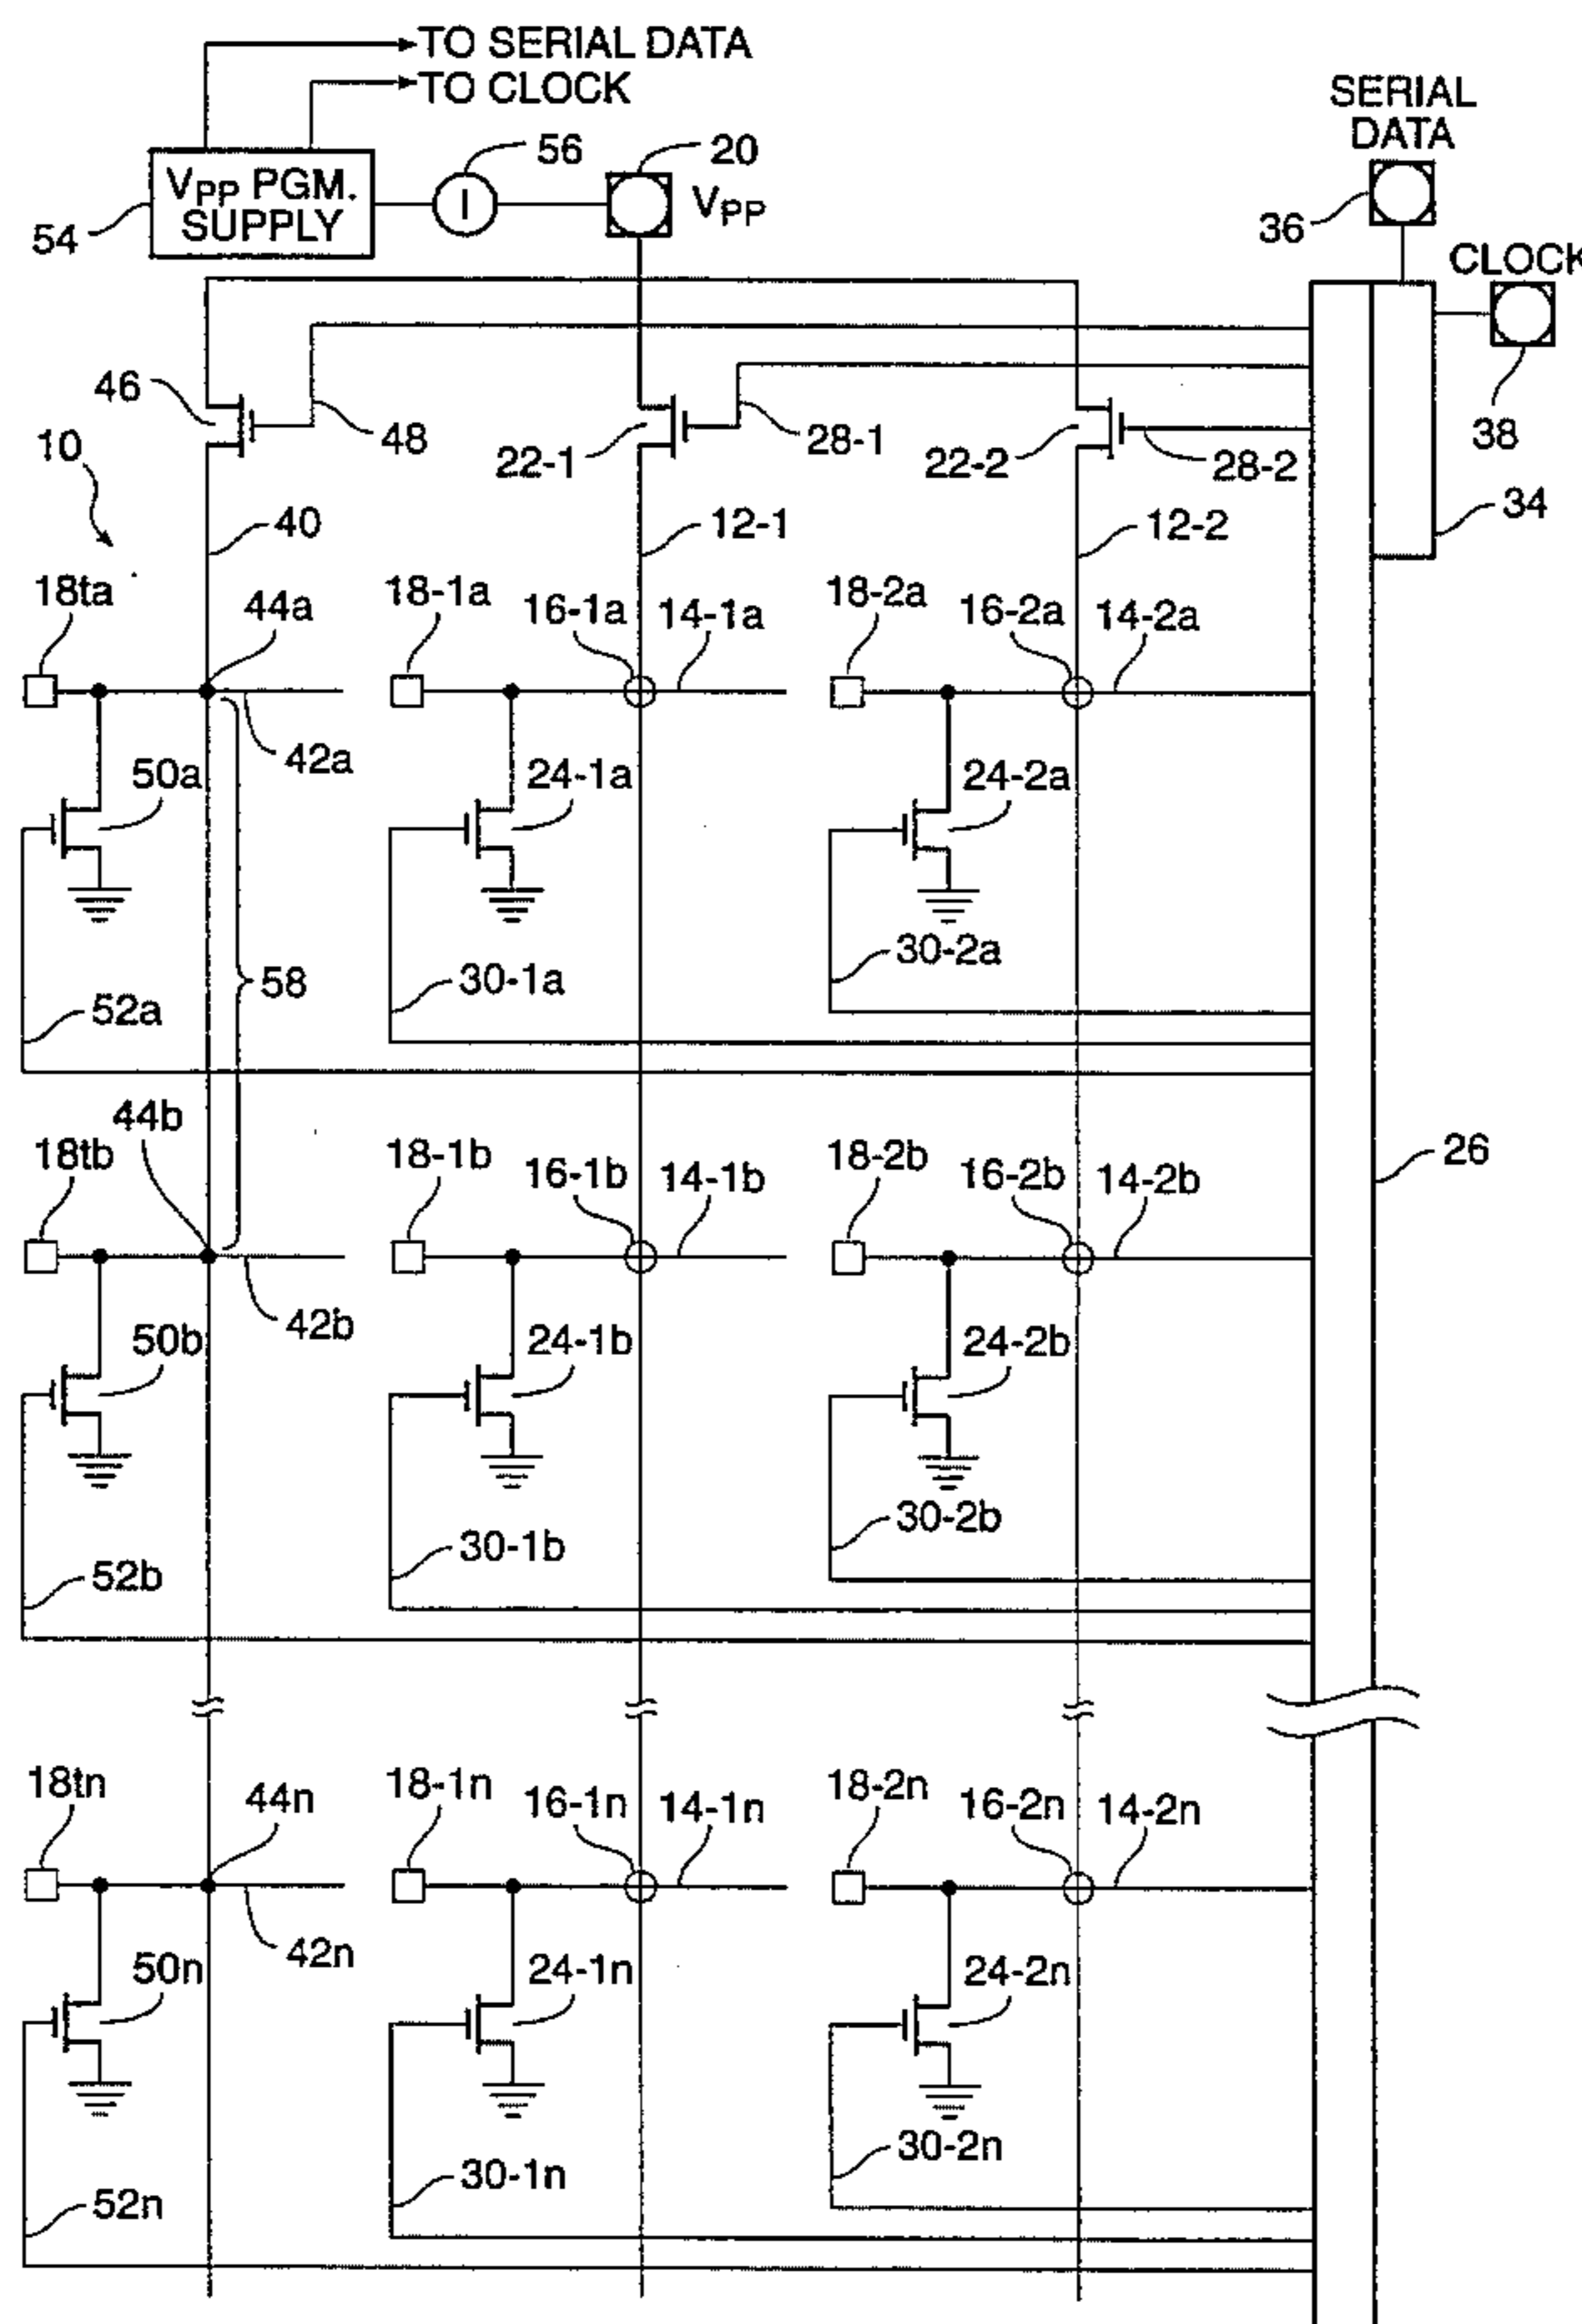 TO SERIAL DATA
TO CLOCK
SERIAL
DATA
56
20
V_PP PGM.
SUPPLY
V_PP
54
36
CLOCK
46
48
28-1
38
10
22-1
22-2
28-2
34
40
12-1
12-2
18ta
44a
18-1a
16-1a
14-1a
18-2a
16-2a
14-2a
42a
50a
24-1a
24-2a
30-2a
58
30-1a
52a
44b
18tb
18-1b
16-1b
14-1b
18-2b
16-2b
14-2b
26
42b
50b
24-1b
24-2b
30-2b
30-1b
52b
18tn
44n
18-1n
16-1n
14-1n
18-2n
16-2n
14-2n
42n
50n
24-1n
24-2n
30-2n
30-1n
52n